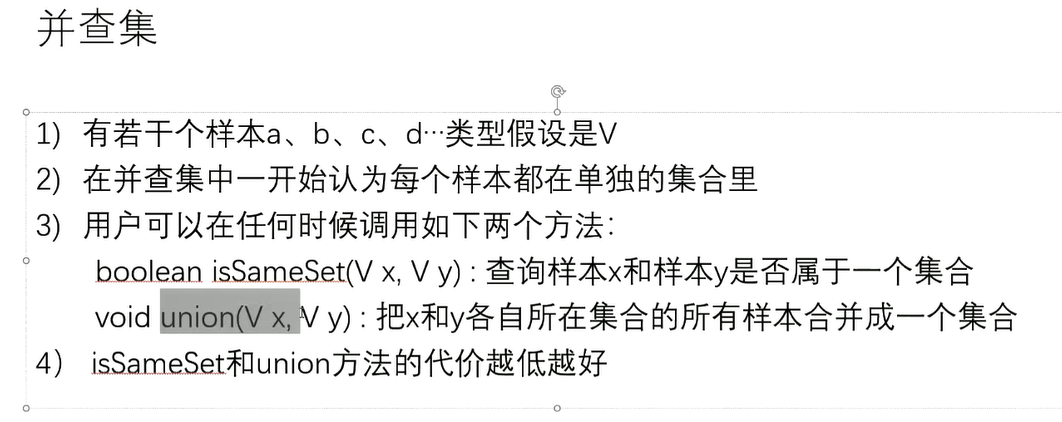 并查集
1) 有若干个样本a、b、c、d…类型假设是V
2) 在并查集中一开始认为每个样本都在单独的集合里
3) 用户可以在任何时候调用如下两个方法：
boolean isSameSet(V x, V y) : 查询样本x和样本y是否属于一个集合
void union(V x, V y) : 把x和y各自所在集合的所有样本合并成一个集合
4) isSameSet和union方法的代价越低越好